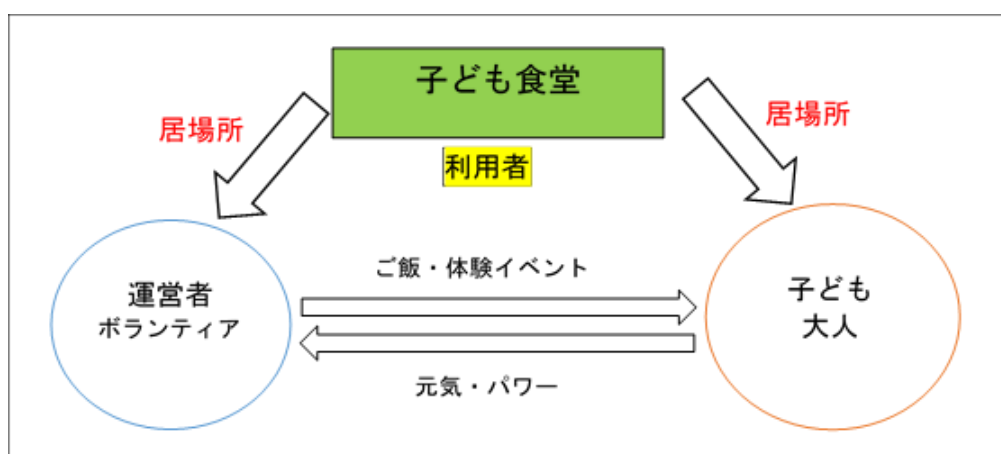 子ども食堂
居場所
居場所
利用者
ご飯・体験イベント
運営者
ボランティア
子ども
大人
元気・パワー